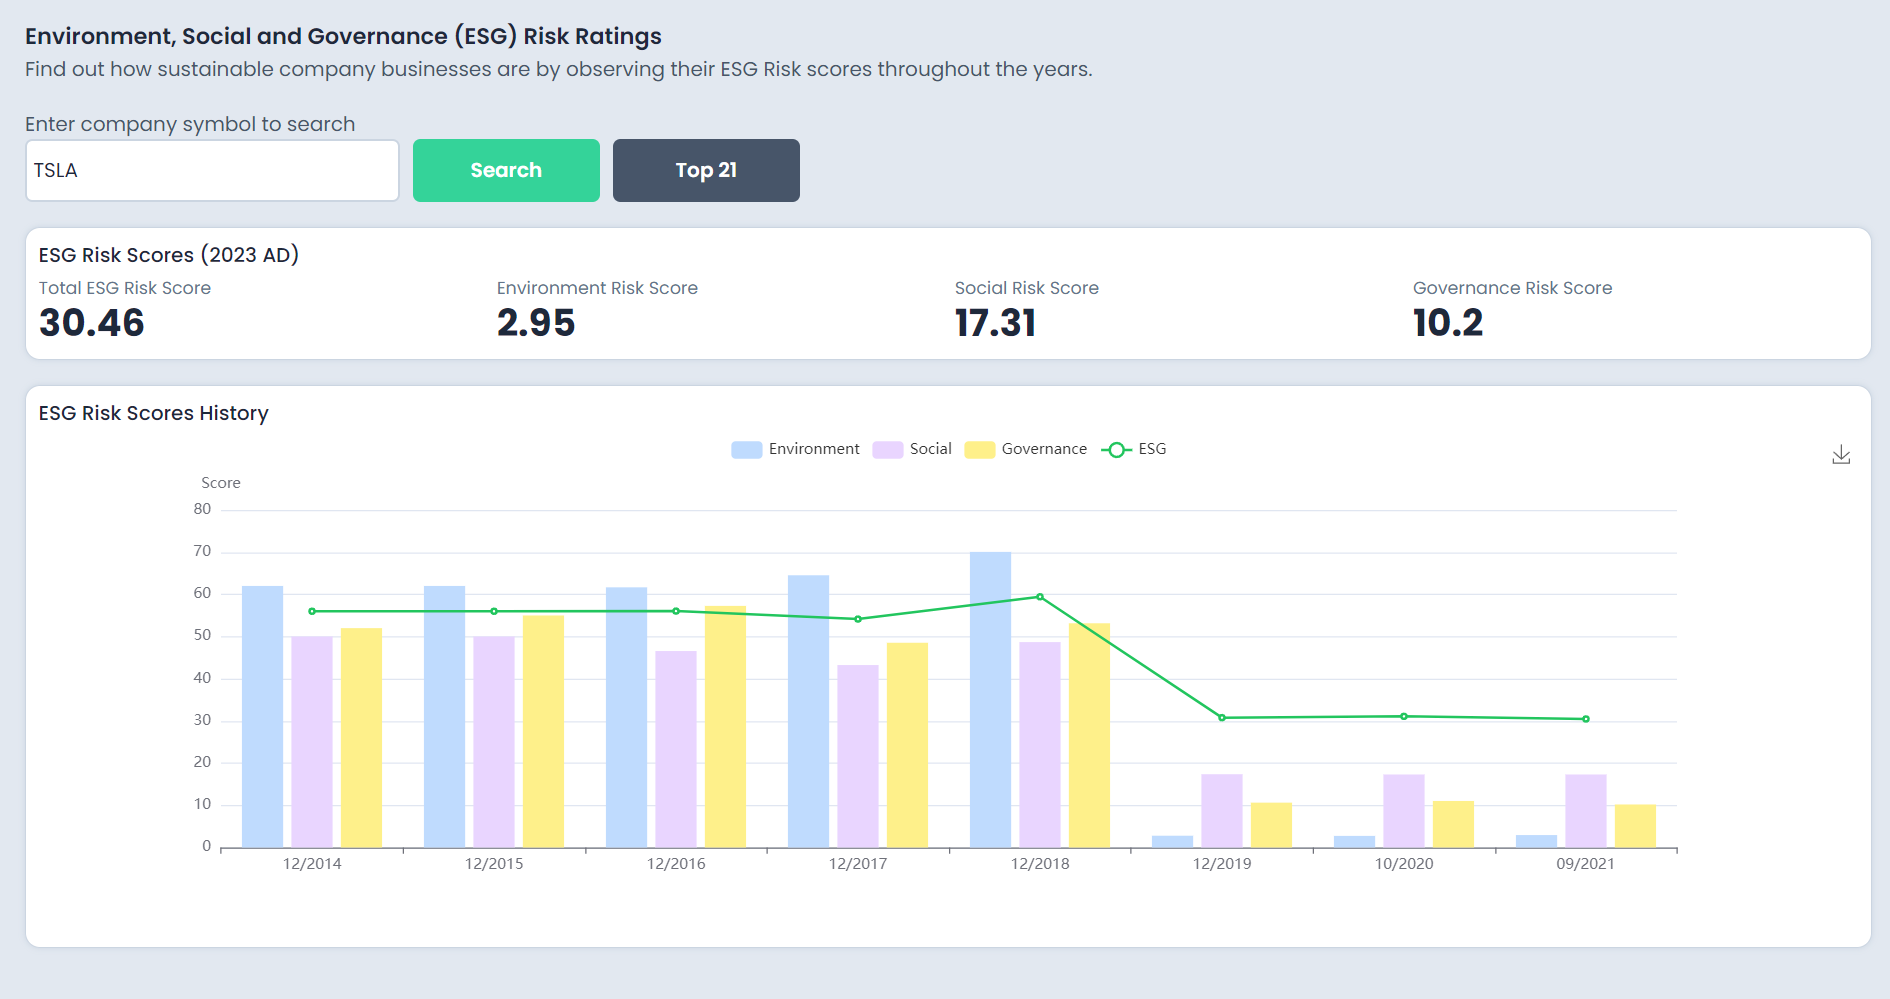 Environment, Social and Governance (ESG) Risk Ratings
Find out how sustainable company businesses are by observing their ESG Risk scores throughout the years.
Enter company symbol to search
TSLA
Search
Top 21
ESG Risk Scores (2023 AD)
Total ESG Risk Score
30.46
Environment Risk Score
2.95
Social Risk Score
17.31
Governance Risk Score
10.2
ESG Risk Scores History
Environment
Social
Governance
ESG
Score
80
70
60
50
40
30
20
10
0
12/2014
12/2015
12/2016
12/2017
12/2018
12/2019
10/2020
09/2021